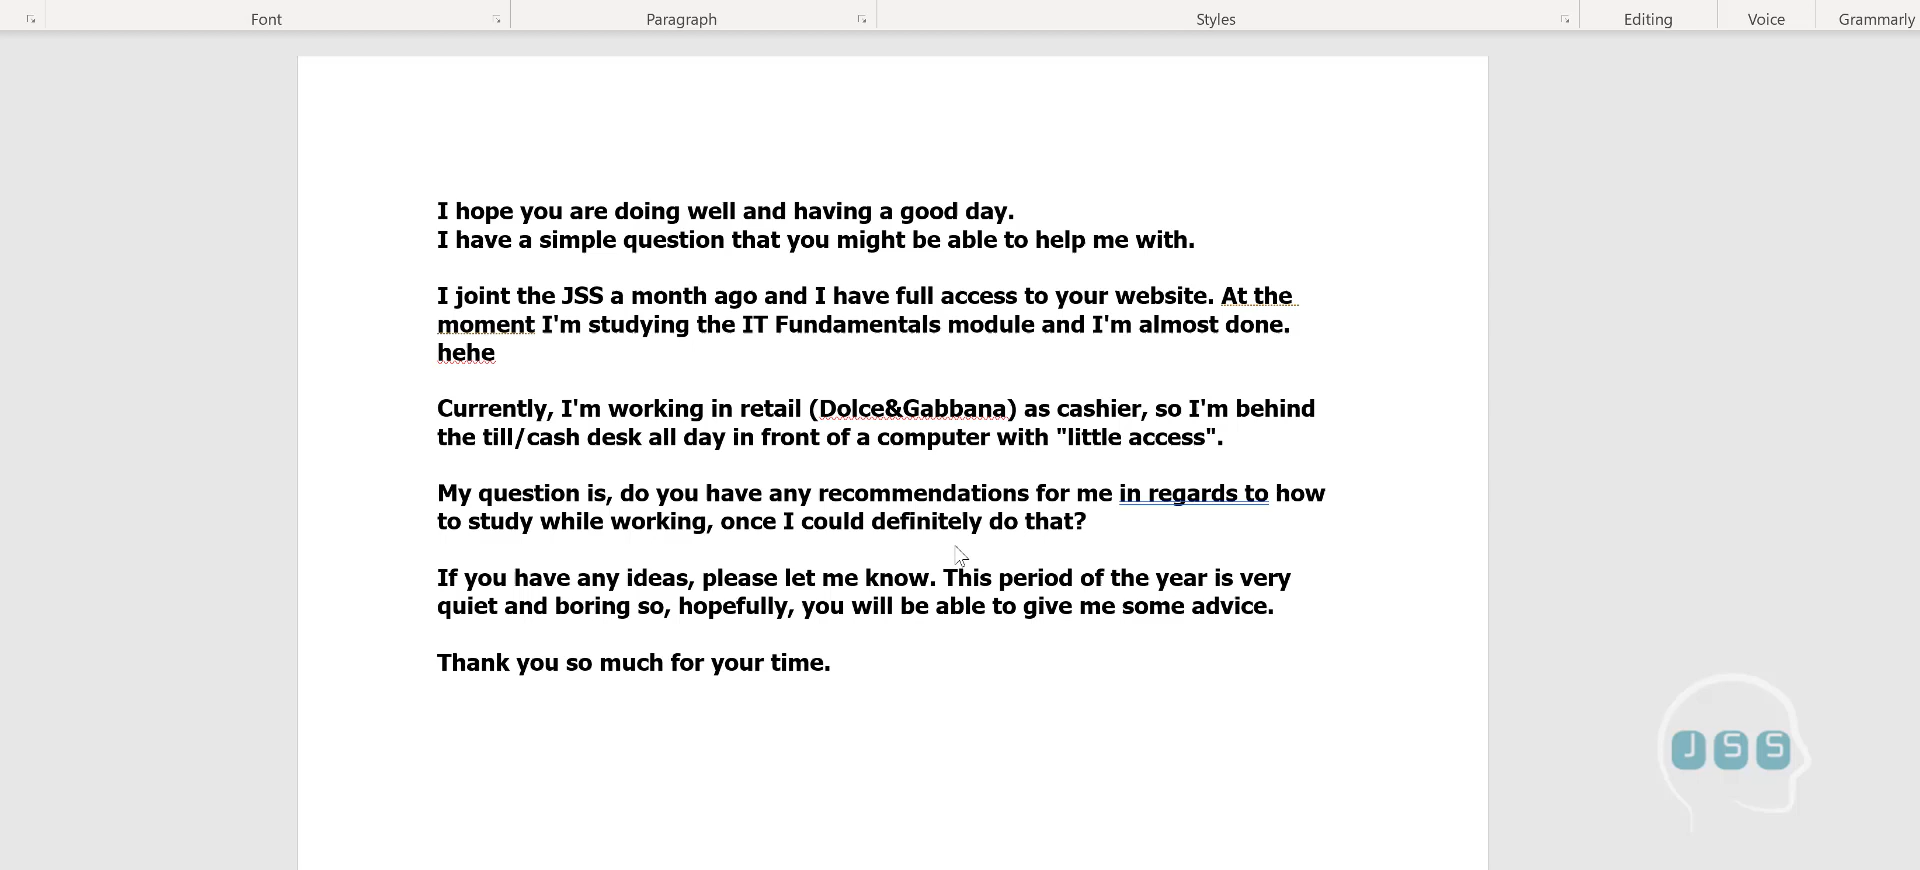 Font Paragraph Styles Editing Voice Grammarly
I hope you are doing well and having a good day.
I have a simple question that you might be able to help me with.
I joint the JSS a month ago and I have full access to your website. At the
moment I'm studying the IT Fundamentals module and I'm almost done.
hehe
Currently, I'm working in retail (Dolce&Gabbana) as cashier, so I'm behind
the till/cash desk all day in front of a computer with "little access".
My question is, do you have any recommendations for me in regards to how
to study while working, once I could definitely do that?
If you have any ideas, please let me know. This period of the year is very
quiet and boring so, hopefully, you will be able to give me some advice.
Thank you so much for your time.
JSS